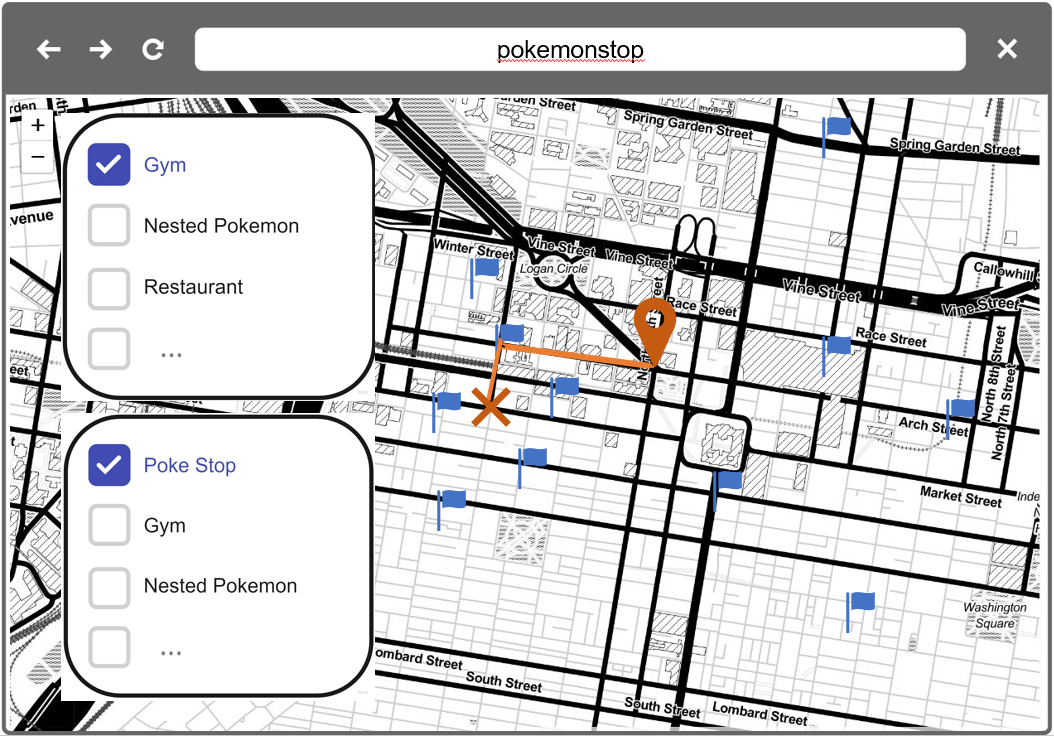 pokemonstop
rden
+
−
Gym
Nested Pokemon
Restaurant
...
Poke Stop
Gym
Nested Pokemon
...
venue
eet
arden Street
Spring Garden Street
Spring Garden Street
Winter Street
Vine Street
Vine Street
Logan Circle
Callowhill S
Vine Street
Vine Street
Race Street
Race Street
North 8th Street
North 7th Street
Arch Street
Market Street
Inde
Washington
Square
ombard Street
South Street
South Street
Lombard Street